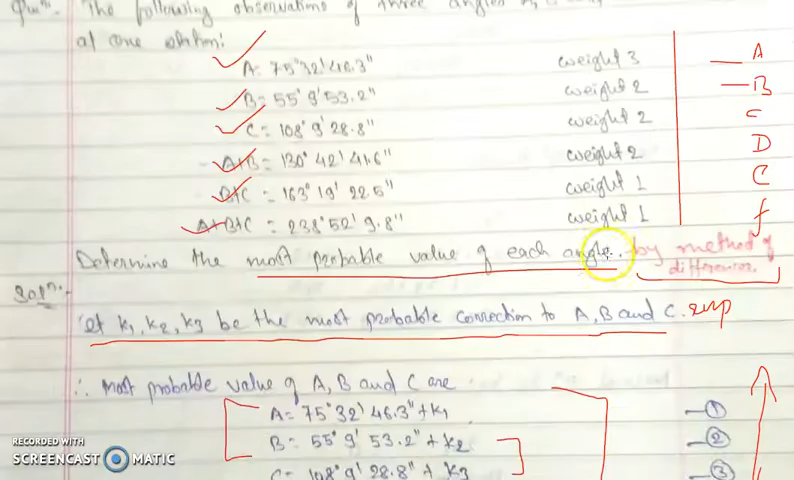 Quen. The following observations of three angles A, B and
at one station:
A = 75° 32' 46.3" weight 3 A
B = 55° 9' 53.2" weight 2 B
C = 108° 9' 28.8" weight 2 C
A+B = 130° 42' 41.6" weight 2 D
B+C = 163° 19' 22.5" weight 1 C
A+B+C = 238° 52' 9.8" weight 1 f
Determine the most probable value of each angle. by method of
differences.
Sol^n:-
let k1, k2, k3 be the most probable correction to A, B and C. resp
∴ Most probable value of A, B and C are
A = 75° 32' 46.3" + k1 —①
B = 55° 9' 53.2" + k2 —②
C = 108° 9' 28.8" + k3 —③
RECORDED WITH
SCREENCAST MATIC